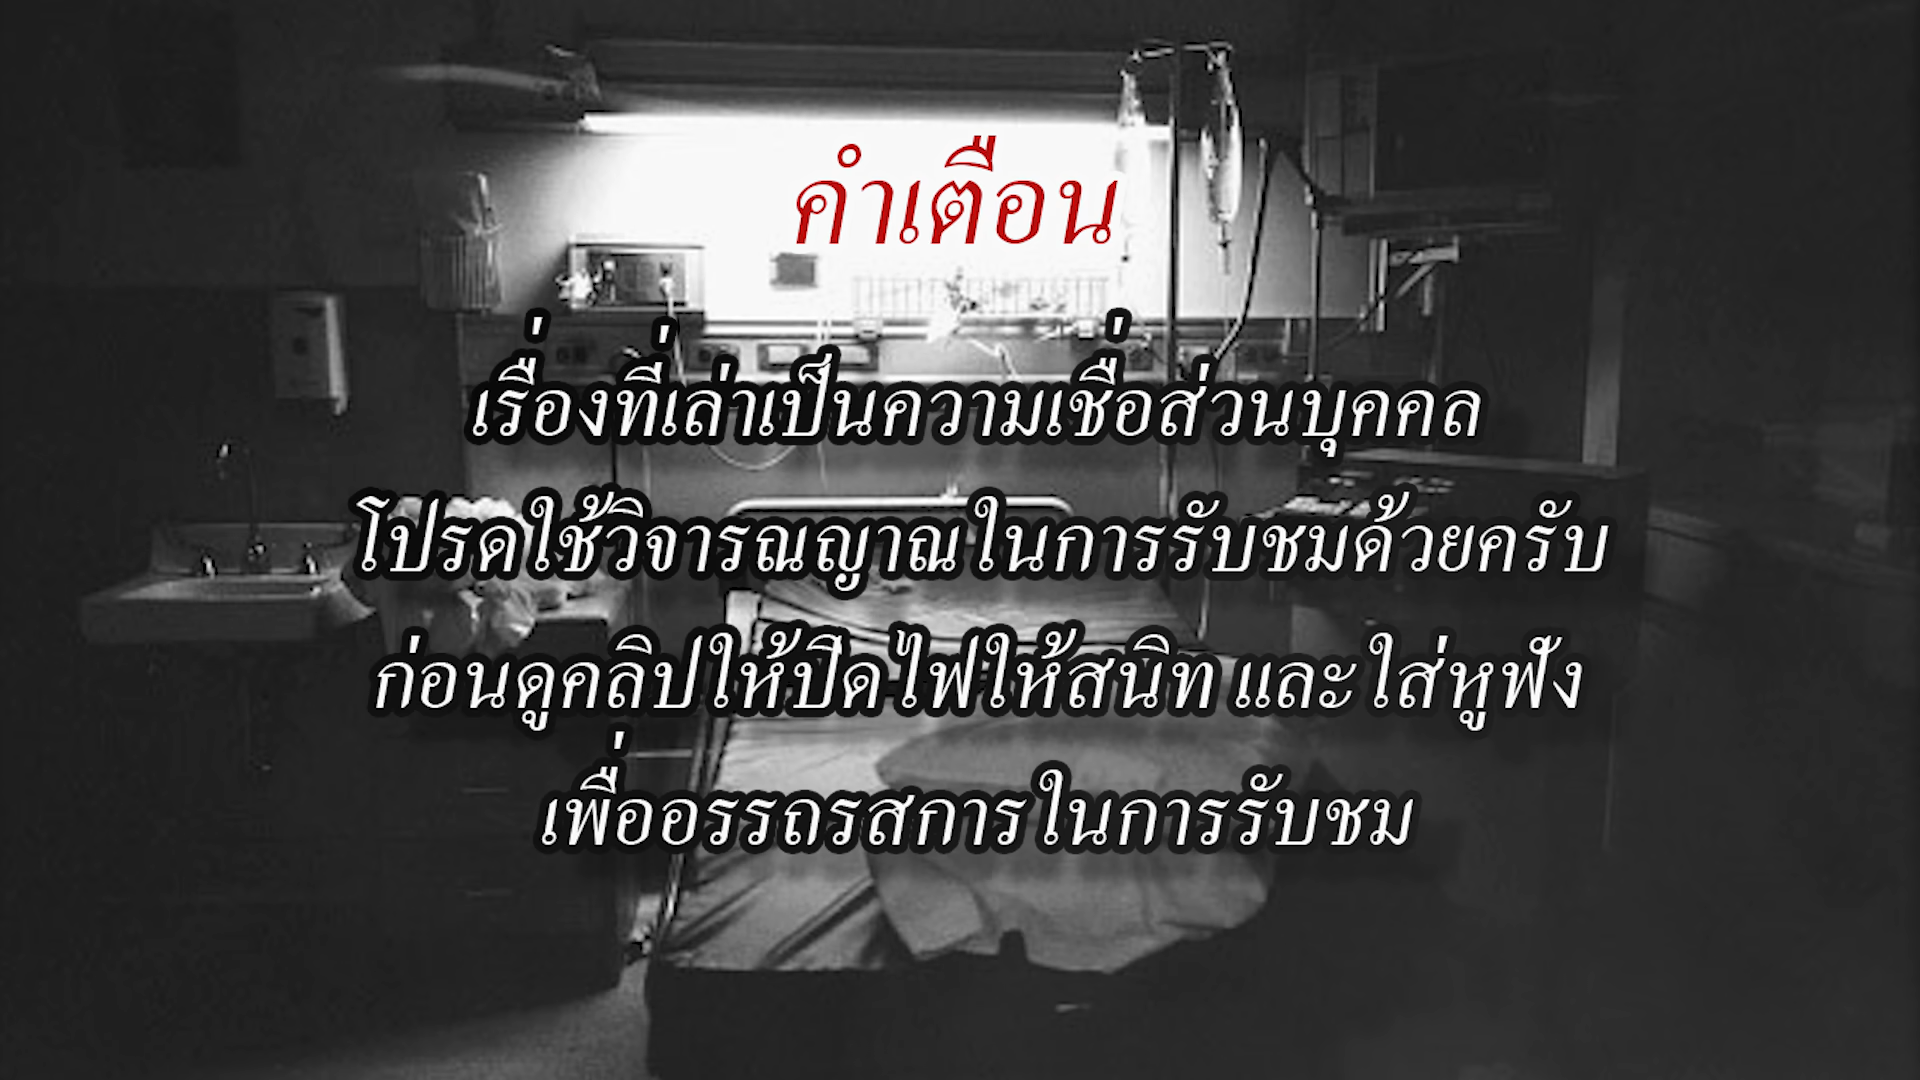 คำเตือน
เรื่องที่เล่าเป็นความเชื่อส่วนบุคคล
โปรดใช้วิจารณญาณในการรับชมด้วยครับ
ก่อนดูคลิปให้ปิดไฟให้สนิท และใส่หูฟัง
เพื่ออรรถรสการในการรับชม